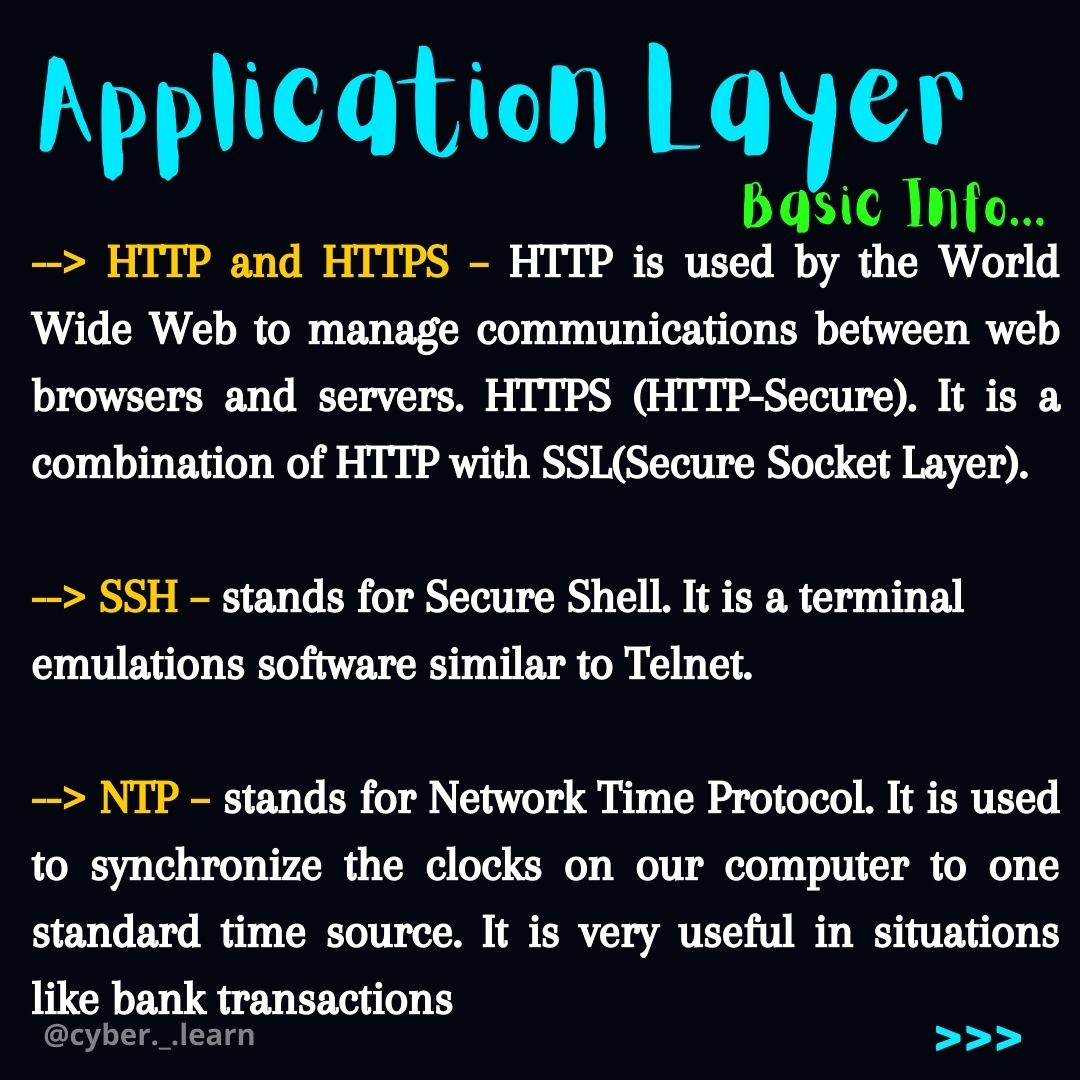 Application Layer
Basic Info...
--> HTTP and HTTPS – HTTP is used by the World
Wide Web to manage communications between web
browsers and servers. HTTPS (HTTP-Secure). It is a
combination of HTTP with SSL(Secure Socket Layer).
--> SSH – stands for Secure Shell. It is a terminal
emulations software similar to Telnet.
--> NTP – stands for Network Time Protocol. It is used
to synchronize the clocks on our computer to one
standard time source. It is very useful in situations
like bank transactions
@cyber._.learn
>>>